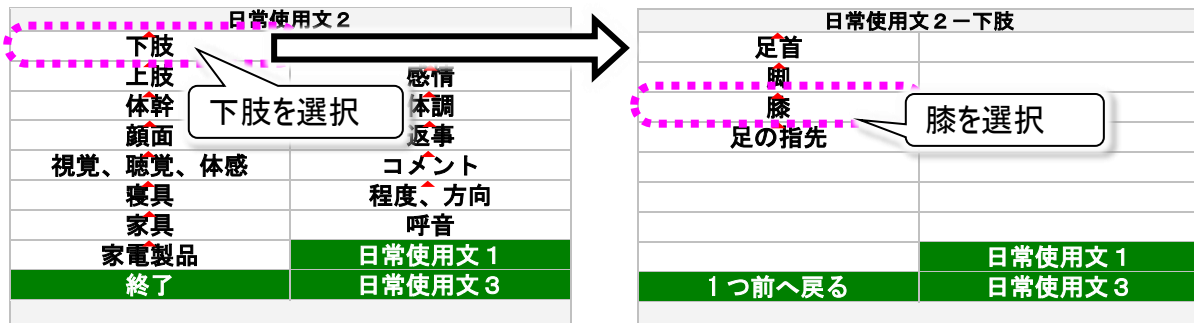 日常使用文２
下肢
上肢 感情
体幹 体調
顔面 返事
視覚、聴覚、体感 コメント
寝具 程度、方向
家具 呼音
家電製品 日常使用文１
終了 日常使用文３
下肢を選択
日常使用文２－下肢
足首
脚
膝
足の指先
日常使用文１
１つ前へ戻る 日常使用文３
膝を選択